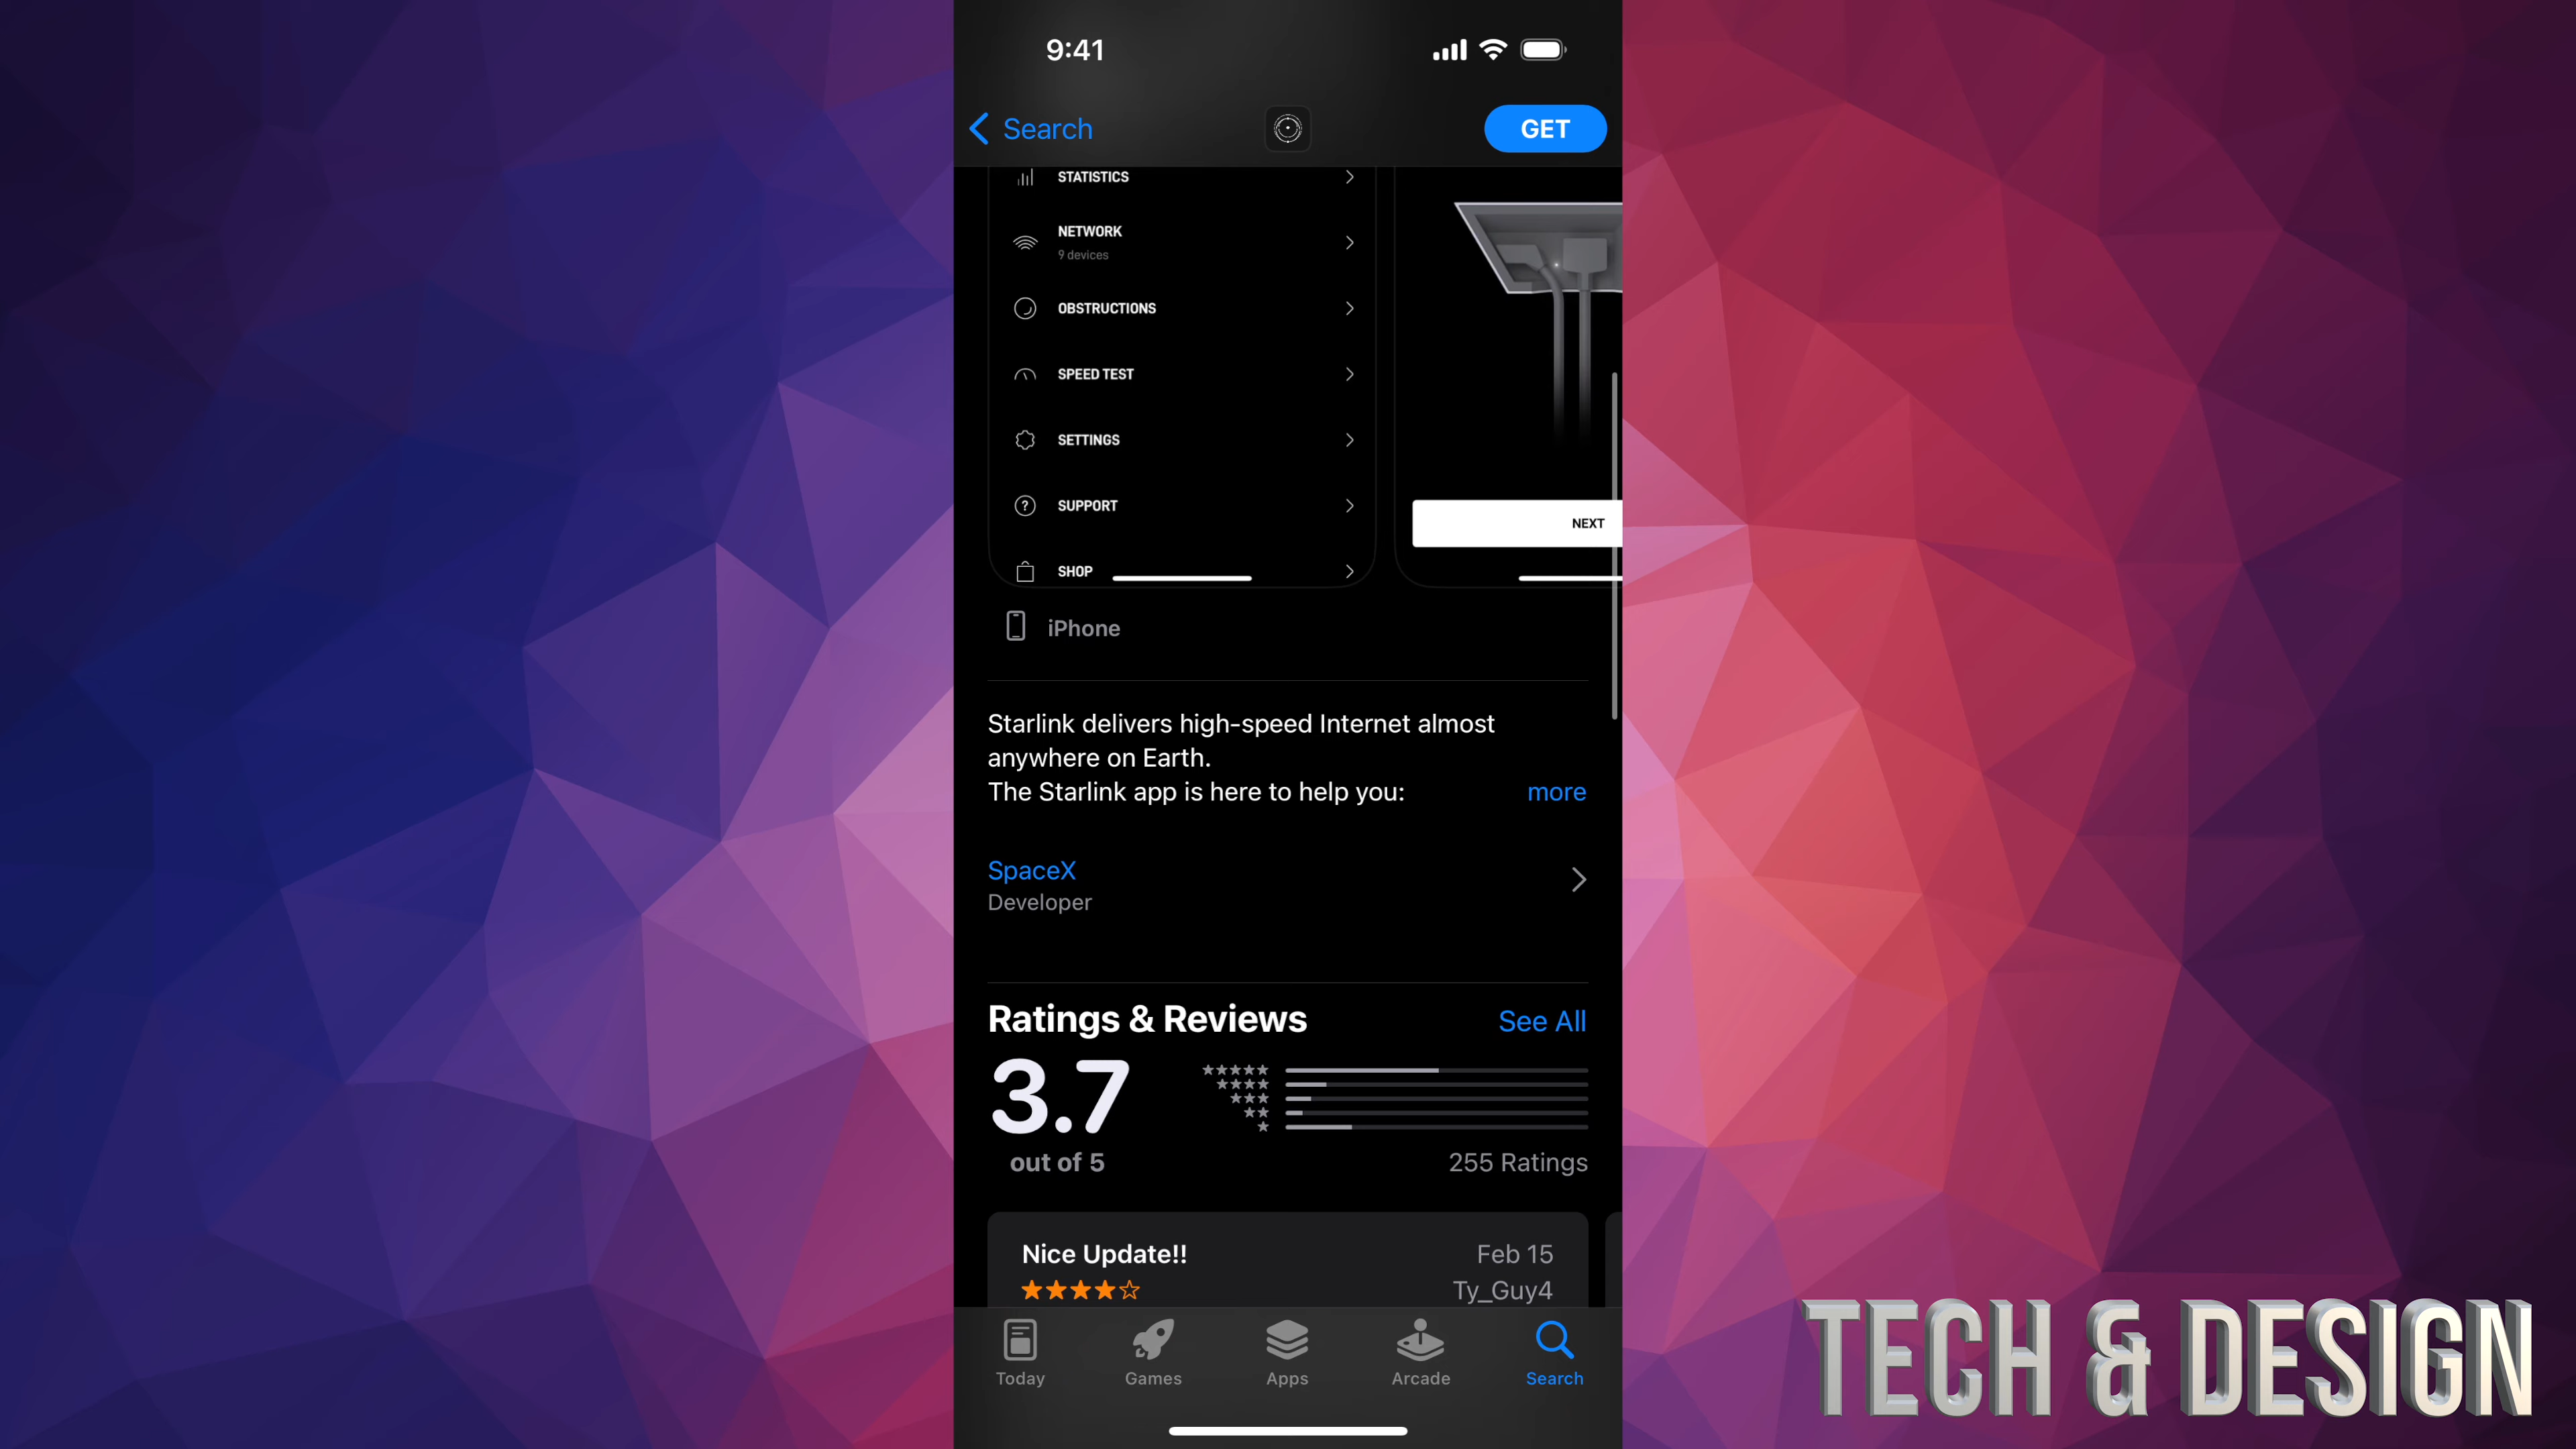 9:41
Search
GET
STATISTICS
NETWORK
9 devices
OBSTRUCTIONS
SPEED TEST
SETTINGS
SUPPORT
SHOP
NEXT
iPhone
Starlink delivers high-speed Internet almost
anywhere on Earth.
The Starlink app is here to help you: more
SpaceX
Developer
Ratings & Reviews See All
3.7
out of 5
255 Ratings
Nice Update!! Feb 15
Ty_Guy4
Today Games Apps Arcade Search
TECH & DESIGN